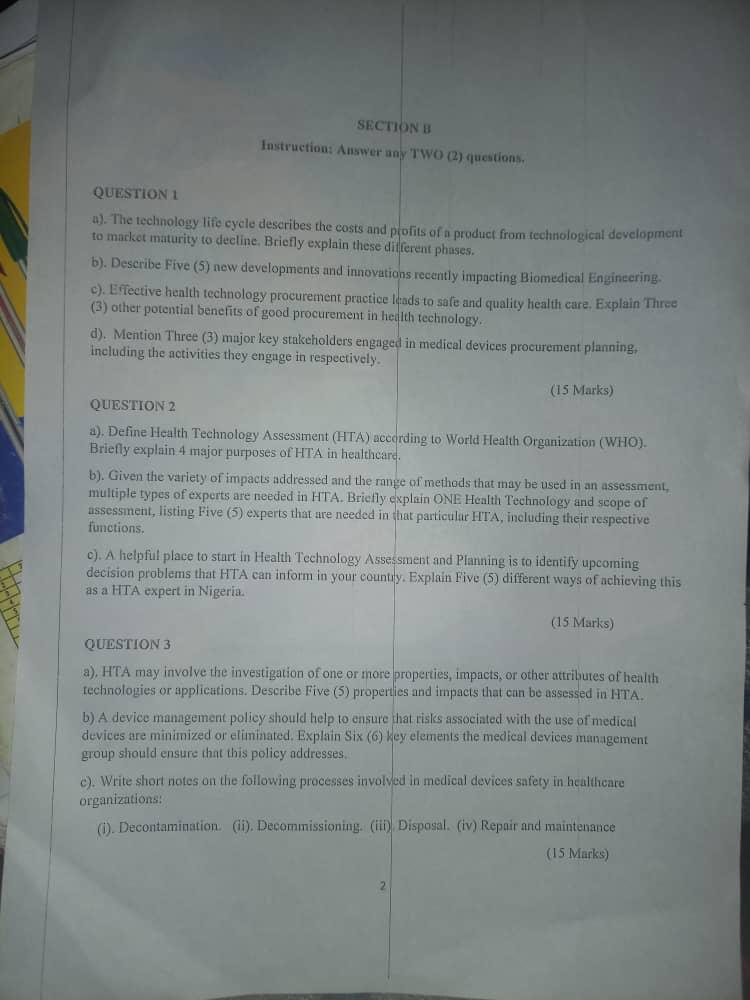 SECTION B
Instruction: Answer any TWO (2) questions.
QUESTION 1
a). The technology life cycle describes the costs and profits of a product from technological development
to market maturity to decline. Briefly explain these different phases.
b). Describe Five (5) new developments and innovations recently impacting Biomedical Engineering.
c). Effective health technology procurement practice leads to safe and quality health care. Explain Three
(3) other potential benefits of good procurement in health technology.
d). Mention Three (3) major key stakeholders engaged in medical devices procurement planning,
including the activities they engage in respectively.
(15 Marks)
QUESTION 2
a). Define Health Technology Assessment (HTA) according to World Health Organization (WHO).
Briefly explain 4 major purposes of HTA in healthcare.
b). Given the variety of impacts addressed and the range of methods that may be used in an assessment,
multiple types of experts are needed in HTA. Briefly explain ONE Health Technology and scope of
assessment, listing Five (5) experts that are needed in that particular HTA, including their respective
functions.
c). A helpful place to start in Health Technology Assessment and Planning is to identify upcoming
decision problems that HTA can inform in your country. Explain Five (5) different ways of achieving this
as a HTA expert in Nigeria.
(15 Marks)
QUESTION 3
a). HTA may involve the investigation of one or more properties, impacts, or other attributes of health
technologies or applications. Describe Five (5) properties and impacts that can be assessed in HTA.
b) A device management policy should help to ensure that risks associated with the use of medical
devices are minimized or eliminated. Explain Six (6) key elements the medical devices management
group should ensure that this policy addresses.
c). Write short notes on the following processes involved in medical devices safety in healthcare
organizations:
(i). Decontamination. (ii). Decommissioning. (iii). Disposal. (iv) Repair and maintenance
(15 Marks)
2